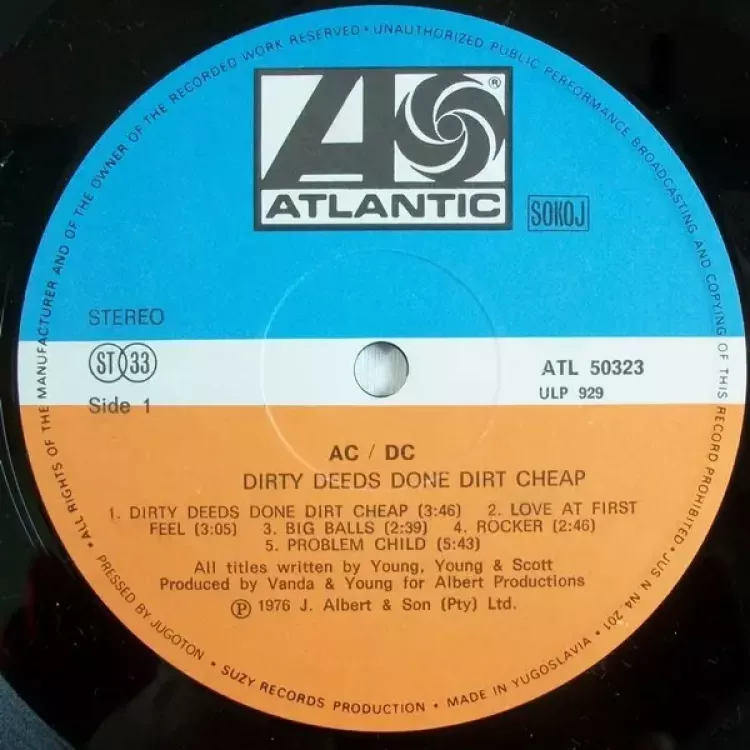 • ALL RIGHTS OF THE MANUFACTURER AND OF THE OWNER OF THE RECORDED WORK RESERVED • UNAUTHORIZED PUBLIC PERFORMANCE BROADCASTING AND COPYING OF THIS RECORD PROHIBITED • JUS N N4 201
®
ATLANTIC
SOKOJ
STEREO
ST 33
ATL 50323
ULP 929
Side 1
AC / DC
DIRTY DEEDS DONE DIRT CHEAP
1. DIRTY DEEDS DONE DIRT CHEAP (3:46) 2. LOVE AT FIRST
FEEL (3:05) 3. BIG BALLS (2:39) 4. ROCKER (2:46)
5. PROBLEM CHILD (5:43)
All titles written by Young, Young & Scott
Produced by Vanda & Young for Albert Productions
℗ 1976 J. Albert & Son (Pty) Ltd.
PRESSED BY JUGOTON • SUZY RECORDS PRODUCTION • MADE IN YUGOSLAVIA •